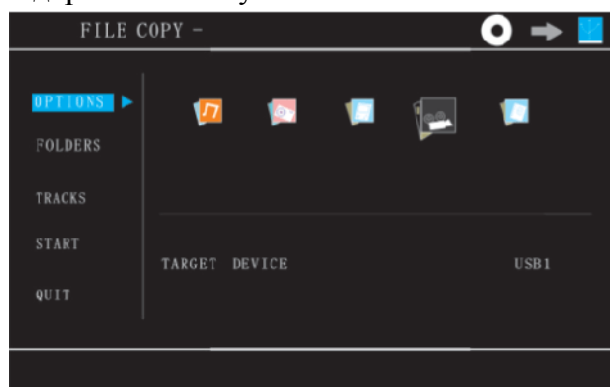 FILE COPY -
OPTIONS
FOLDERS
TRACKS
START
QUIT
TARGET DEVICE USB1